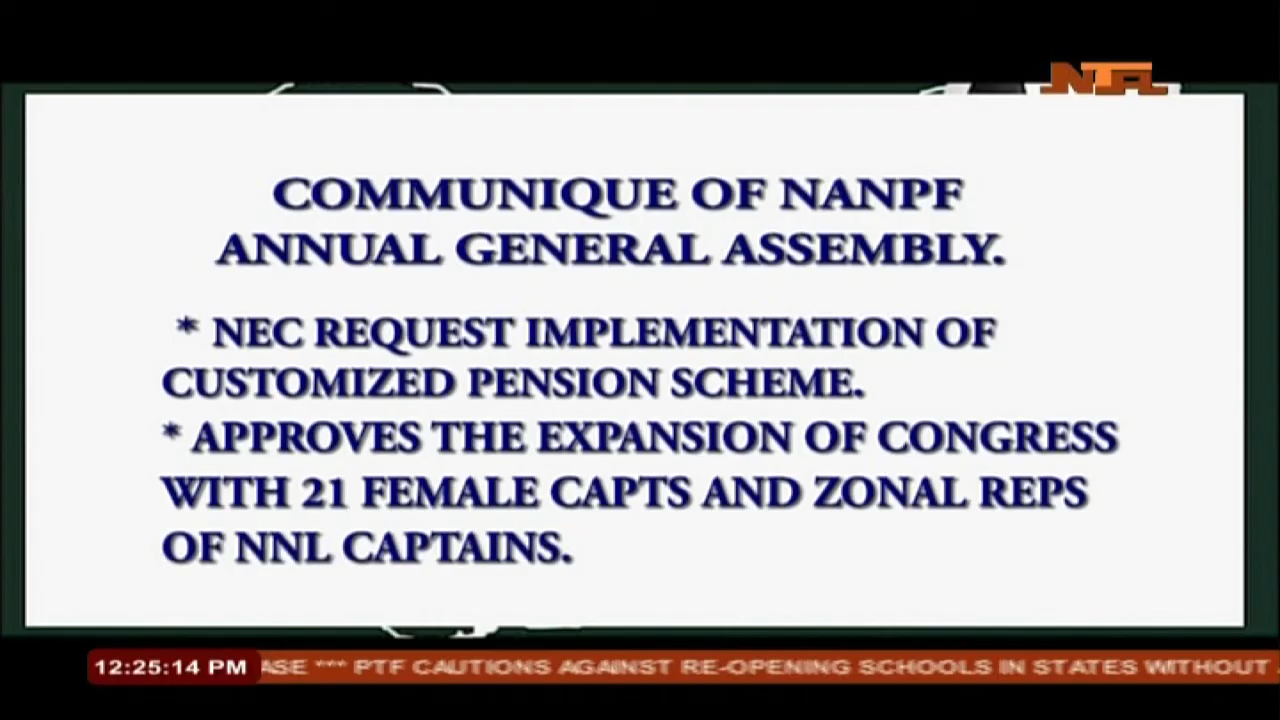 NTA
COMMUNIQUE OF NANPF
ANNUAL GENERAL ASSEMBLY.
* NEC REQUEST IMPLEMENTATION OF
CUSTOMIZED PENSION SCHEME.
* APPROVES THE EXPANSION OF CONGRESS
WITH 21 FEMALE CAPTS AND ZONAL REPS
OF NNL CAPTAINS.
12:25:14 PM ASE *** PTF CAUTIONS AGAINST RE-OPENING SCHOOLS IN STATES WITHOUT